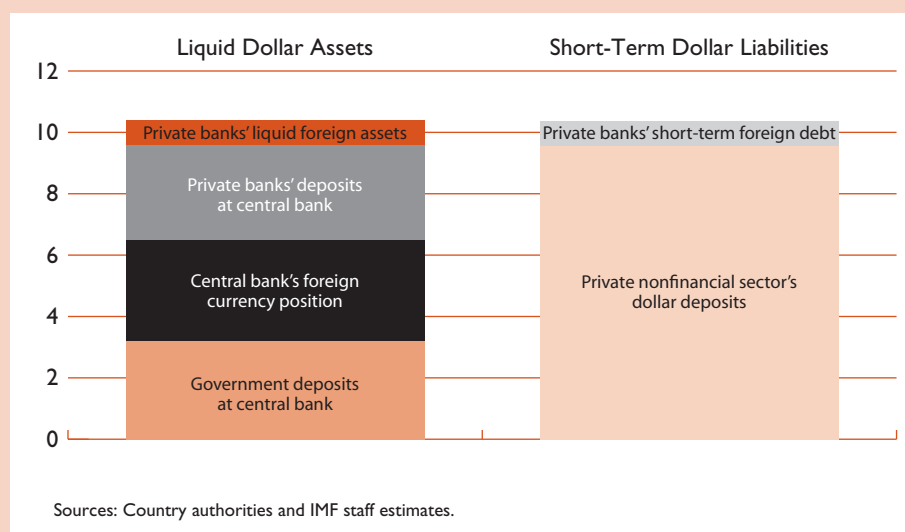 Liquid Dollar Assets
Short-Term Dollar Liabilities
12
10
8
6
4
2
0
Private banks' liquid foreign assets
Private banks' deposits
at central bank
Central bank's foreign
currency position
Government deposits
at central bank
Private banks' short-term foreign debt
Private nonfinancial sector's
dollar deposits
Sources: Country authorities and IMF staff estimates.